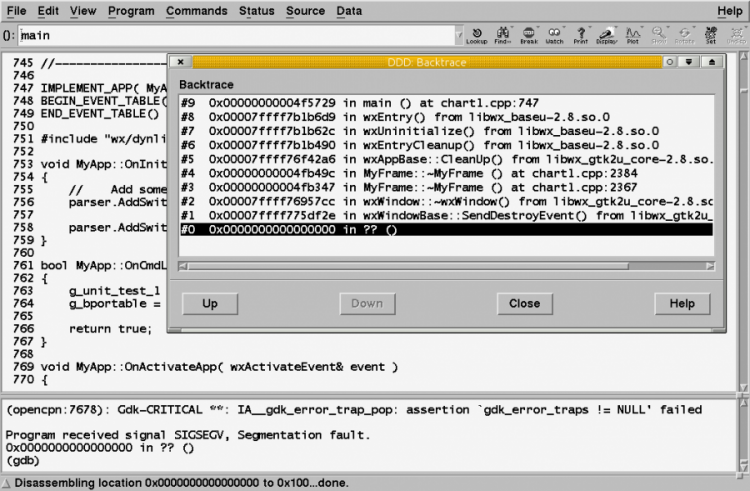 File Edit View Program Commands Status Source Data Help
(): main
Lookup Find» Break Watch Print Display Plot Show Rotate Set
745 //----------------
746
747 IMPLEMENT_APP( MyA
748 BEGIN_EVENT_TABLE(
749 END_EVENT_TABLE()
750
751 #include "wx/dynli
752
753 void MyApp::OnInit
754 {
755 // Add some
756 parser.AddSwit
757
758 parser.AddSwit
759 }
760
761 bool MyApp::OnCmdL
762 {
763 g_unit_test_1
764 g_bportable =
765
766 return true;
767 }
768
769 void MyApp::OnActivateApp( wxActivateEvent& event )
770 {
DDD: Backtrace
Backtrace
#9 0x00000000004f5729 in main () at chart1.cpp:747
#8 0x00007ffff7b1b6d9 in wxEntry() from libwx_baseu-2.8.so.0
#7 0x00007ffff7b1b62c in wxUninitialize() from libwx_baseu-2.8.so.0
#6 0x00007ffff7b1b490 in wxEntryCleanup() from libwx_baseu-2.8.so.0
#5 0x00007ffff76f42a6 in wxAppBase::CleanUp() from libwx_gtk2u_core-2.8.so.
#4 0x00000000004fb49c in MyFrame::~MyFrame () at chart1.cpp:2384
#3 0x00000000004fb347 in MyFrame::~MyFrame () at chart1.cpp:2367
#2 0x00007ffff76957cc in wxWindow::~wxWindow() from libwx_gtk2u_core-2.8.so
#1 0x00007ffff775df2e in wxWindowBase::SendDestroyEvent() from libwx_gtk2u_
#0 0x0000000000000000 in ?? ()
Up Down Close Help
(opencpn:7678): Gdk-CRITICAL **: IA__gdk_error_trap_pop: assertion `gdk_error_traps != NULL' failed
Program received signal SIGSEGV, Segmentation fault.
0x0000000000000000 in ?? ()
(gdb)
Disassembling location 0x0000000000000000 to 0x100...done.